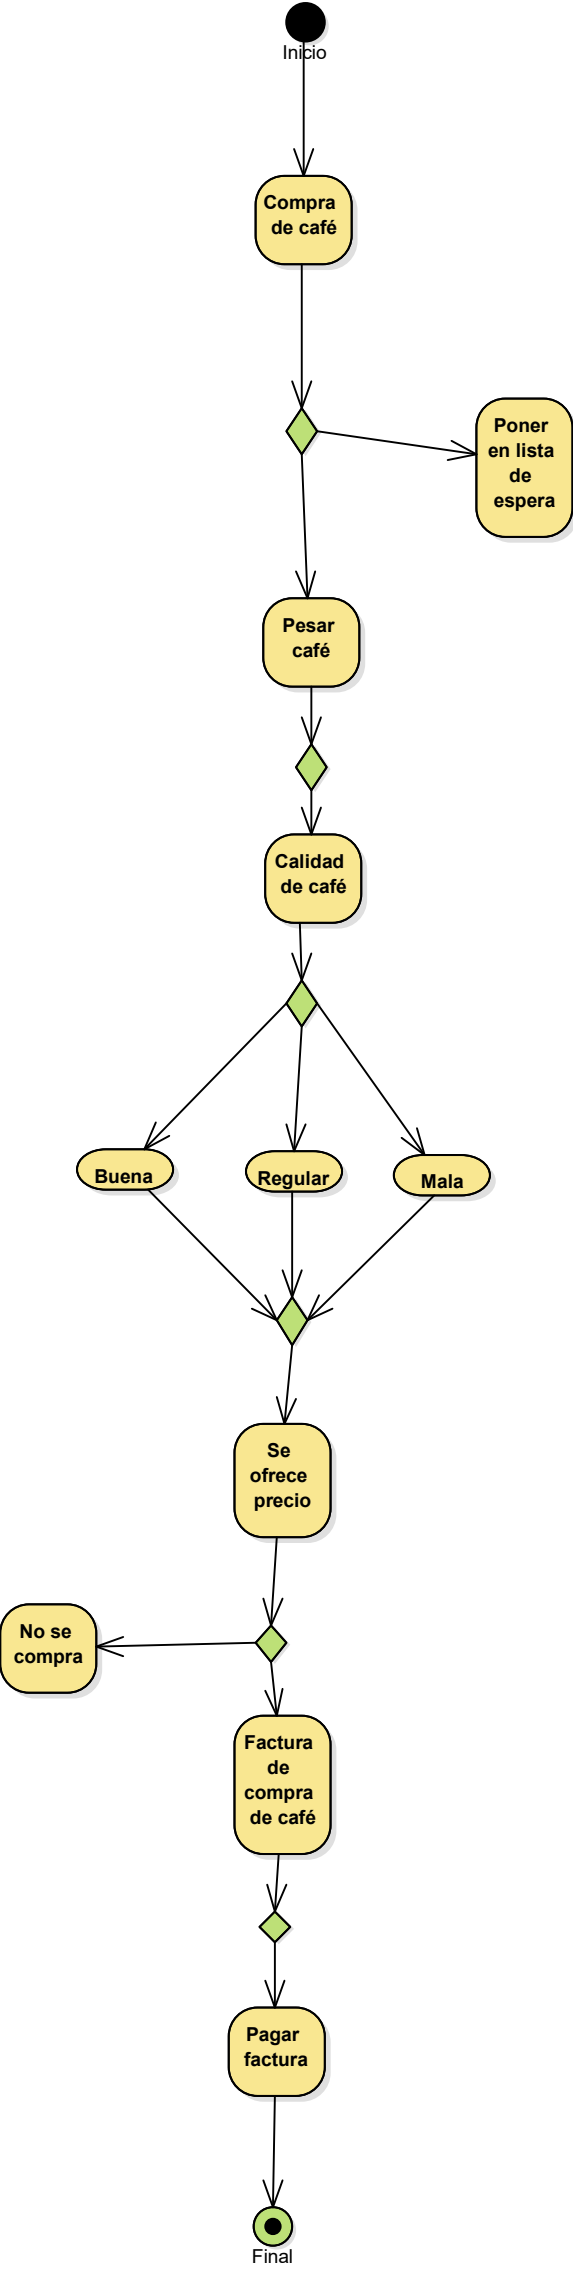 Inicio
Compra
de café
Poner
en lista
de
espera
Pesar
café
Calidad
de café
Buena
Regular
Mala
Se
ofrece
precio
No se
compra
Factura
de
compra
de café
Pagar
factura
Final